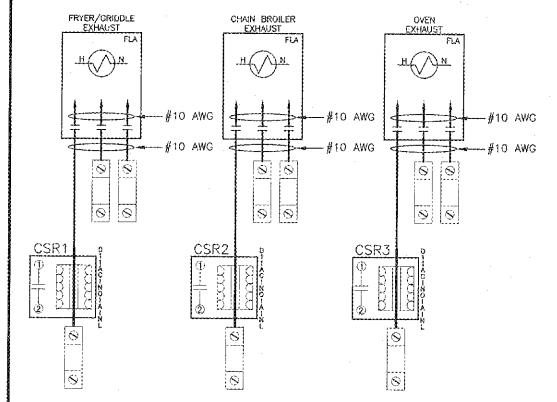 FRYER/GRIDDLE
EXHAUST
CHAIN BROILER
EXHAUST
OVEN
EXHAUST
FLA
FLA
FLA
H N
H N
H N
#10 AWG
#10 AWG
#10 AWG
#10 AWG
#10 AWG
#10 AWG
CSR1
CSR2
CSR3
1
2
1
2
1
2